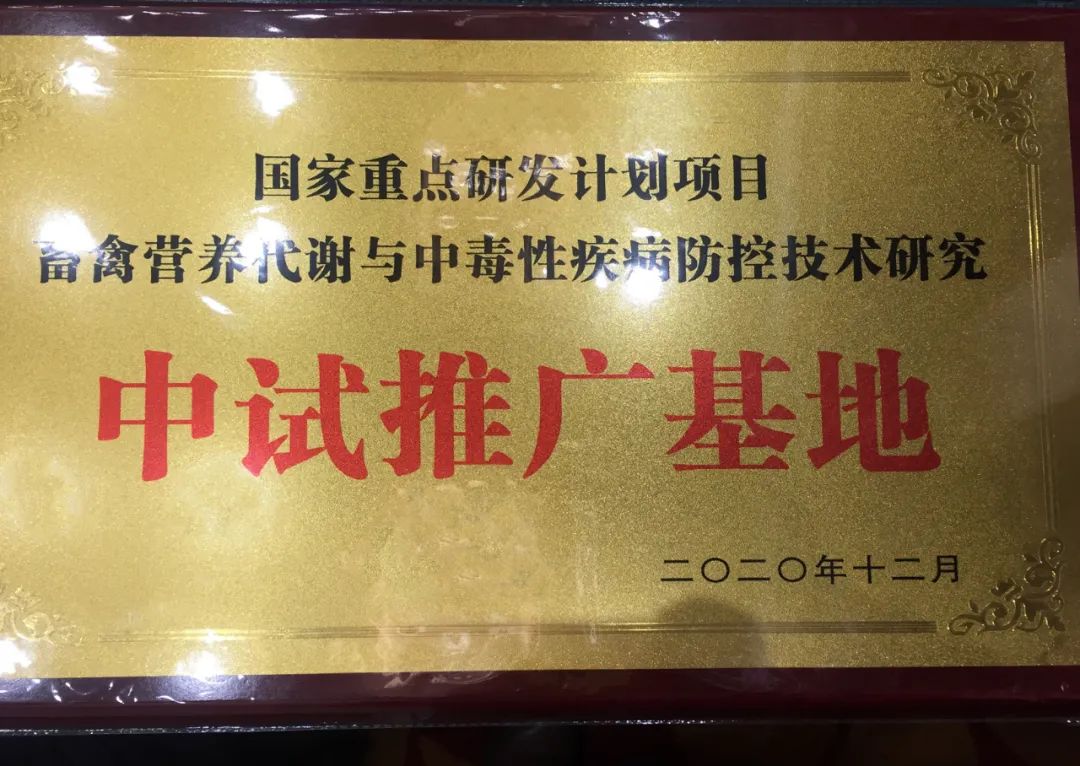 国家重点研发计划项目
畜禽营养代谢与中毒性疾病防控技术研究
中试推广基地
二〇二〇年十二月